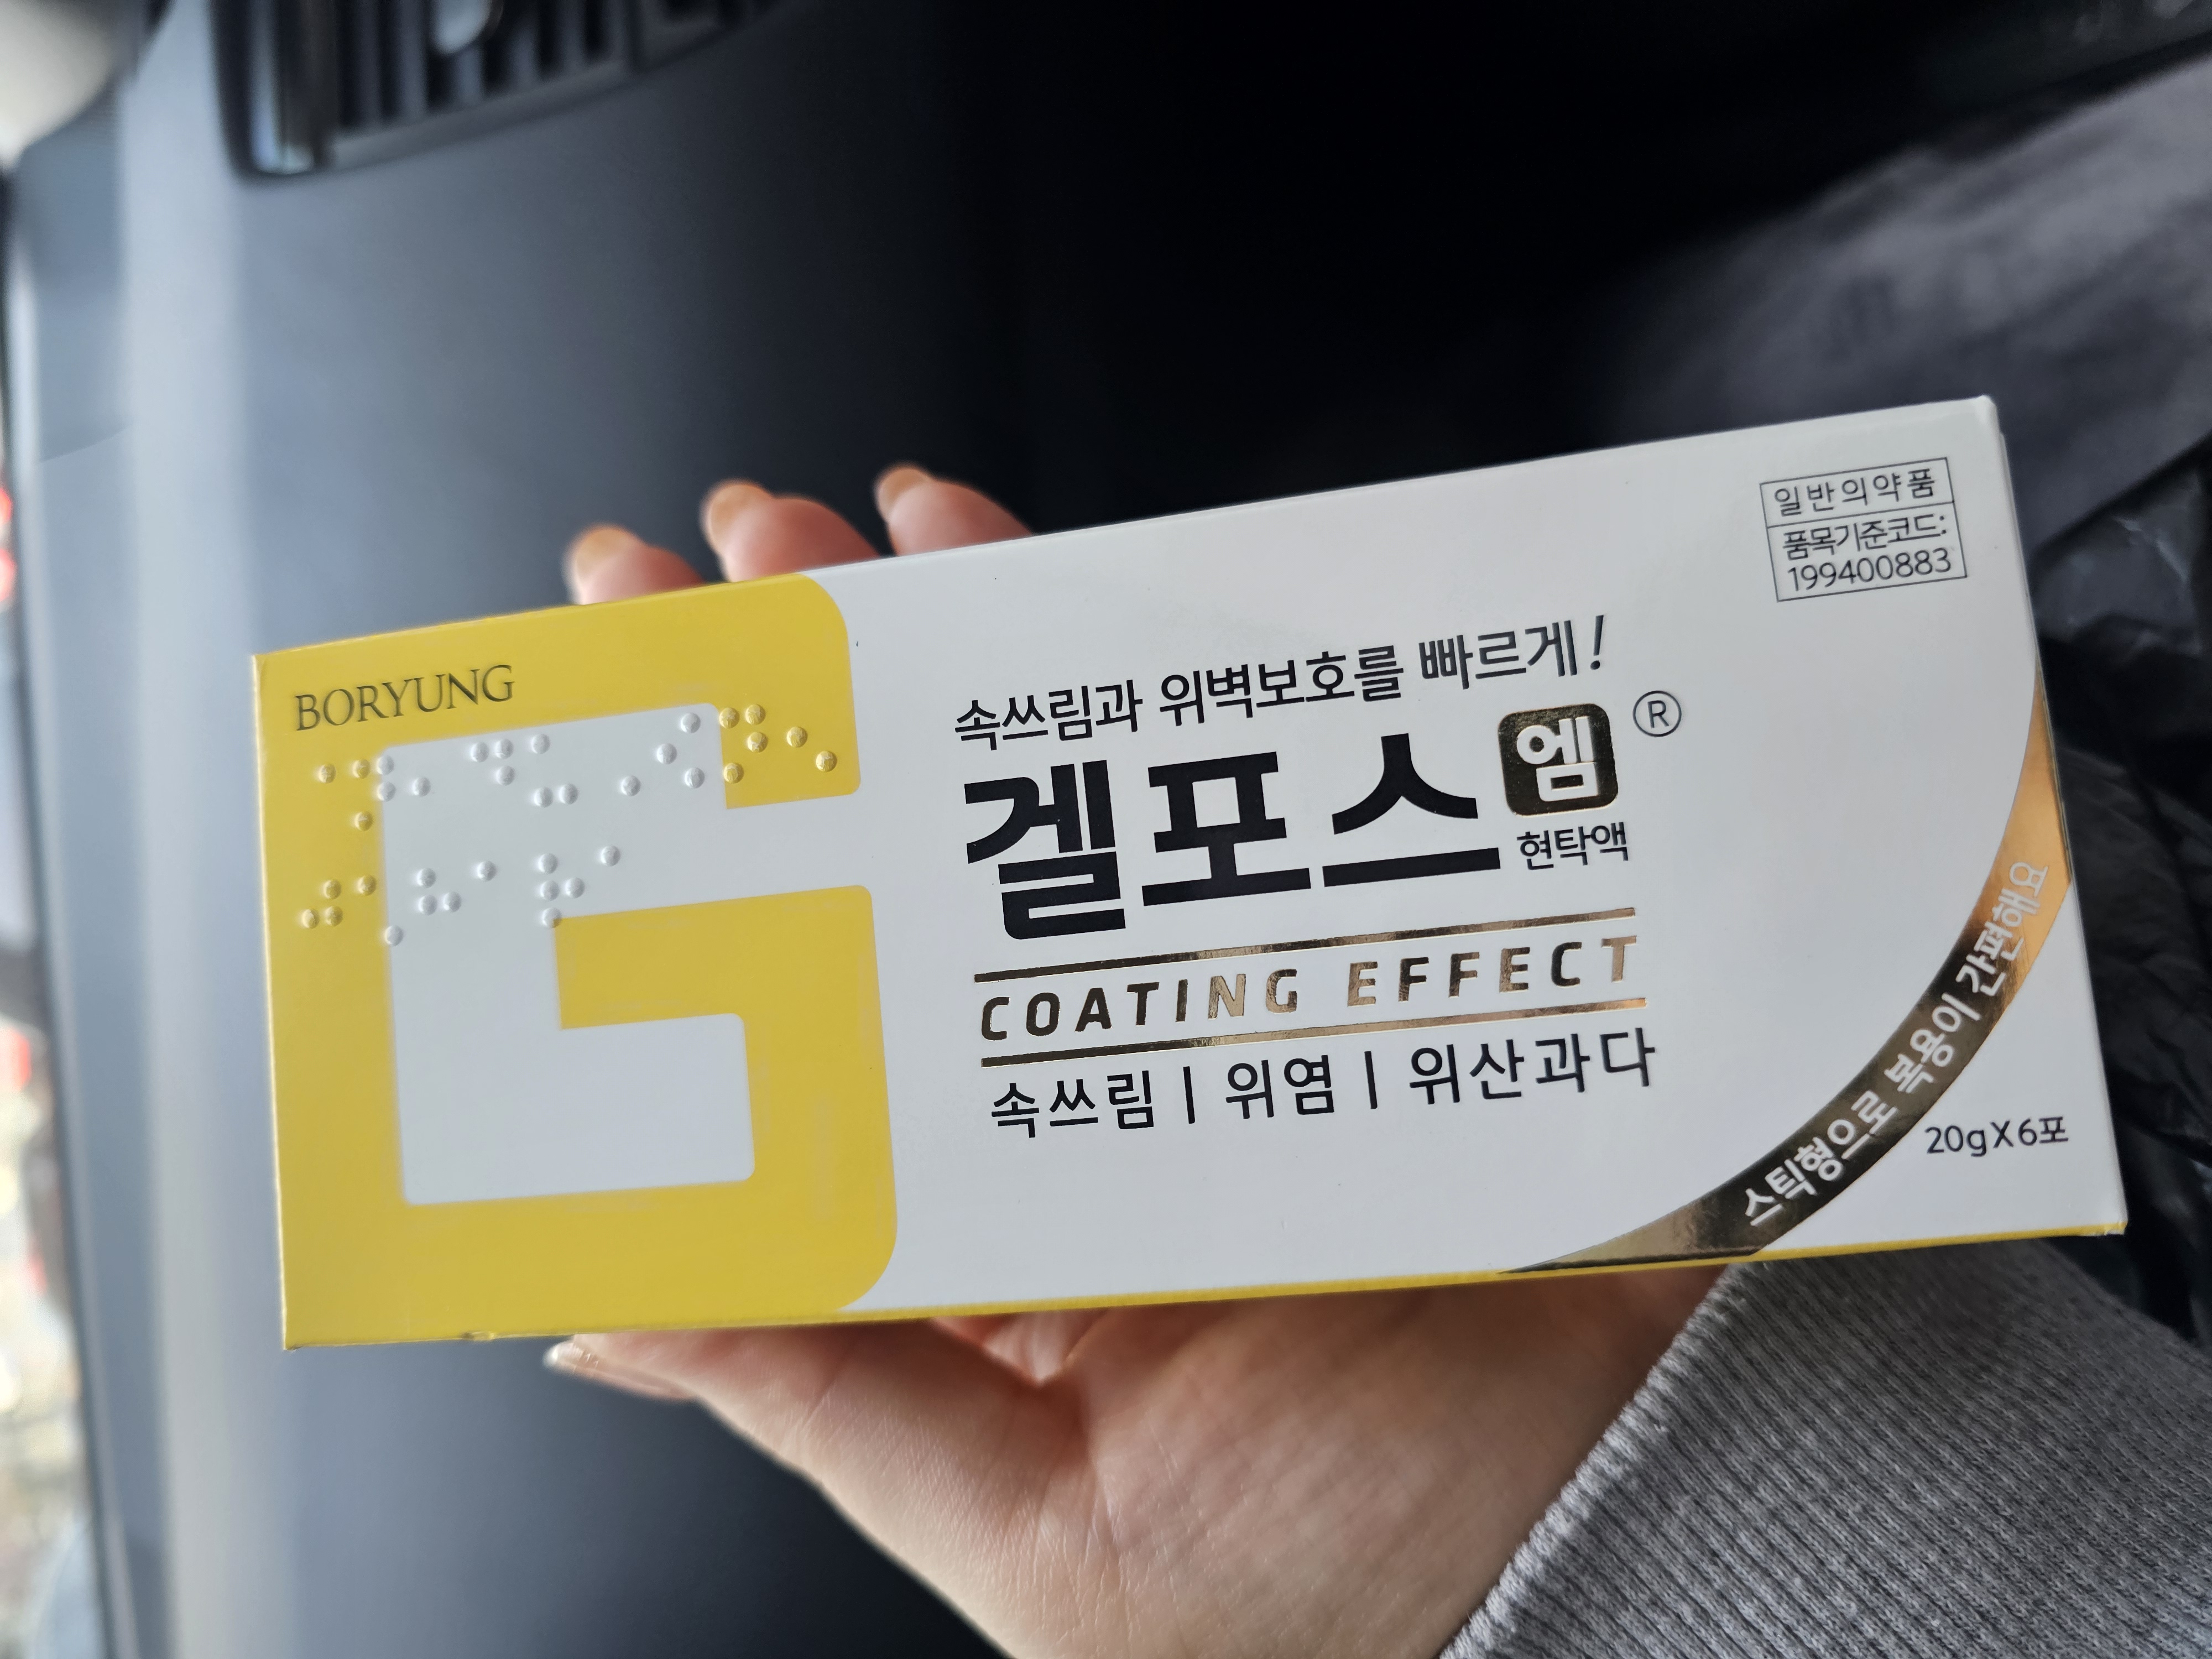 BORYUNG
일반의약품
품목기준코드:
199400883
속쓰림과 위벽보호를 빠르게!
겔포스엠®
현탁액
COATING EFFECT
속쓰림 | 위염 | 위산과다
스틱형으로 복용이 간편해요
20gX6포